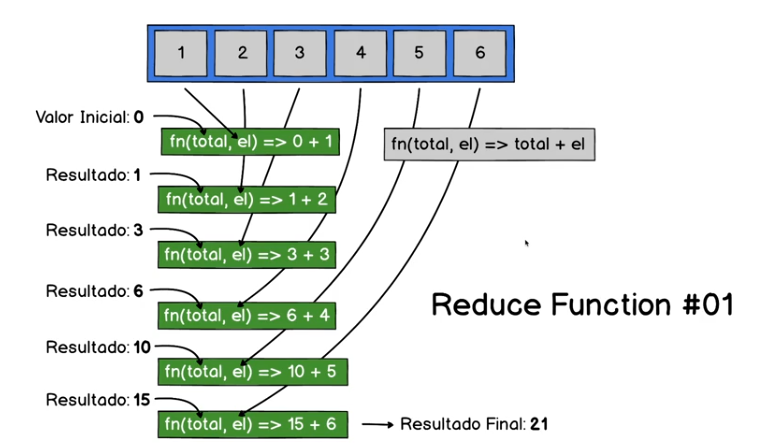 1 2 3 4 5 6
Valor Inicial: 0
fn(total, el) => 0 + 1
fn(total, el) => total + el
Resultado: 1
fn(total, el) => 1 + 2
Resultado: 3
fn(total, el) => 3 + 3
Resultado: 6
fn(total, el) => 6 + 4
Reduce Function #01
Resultado: 10
fn(total, el) => 10 + 5
Resultado: 15
fn(total, el) => 15 + 6
Resultado Final: 21